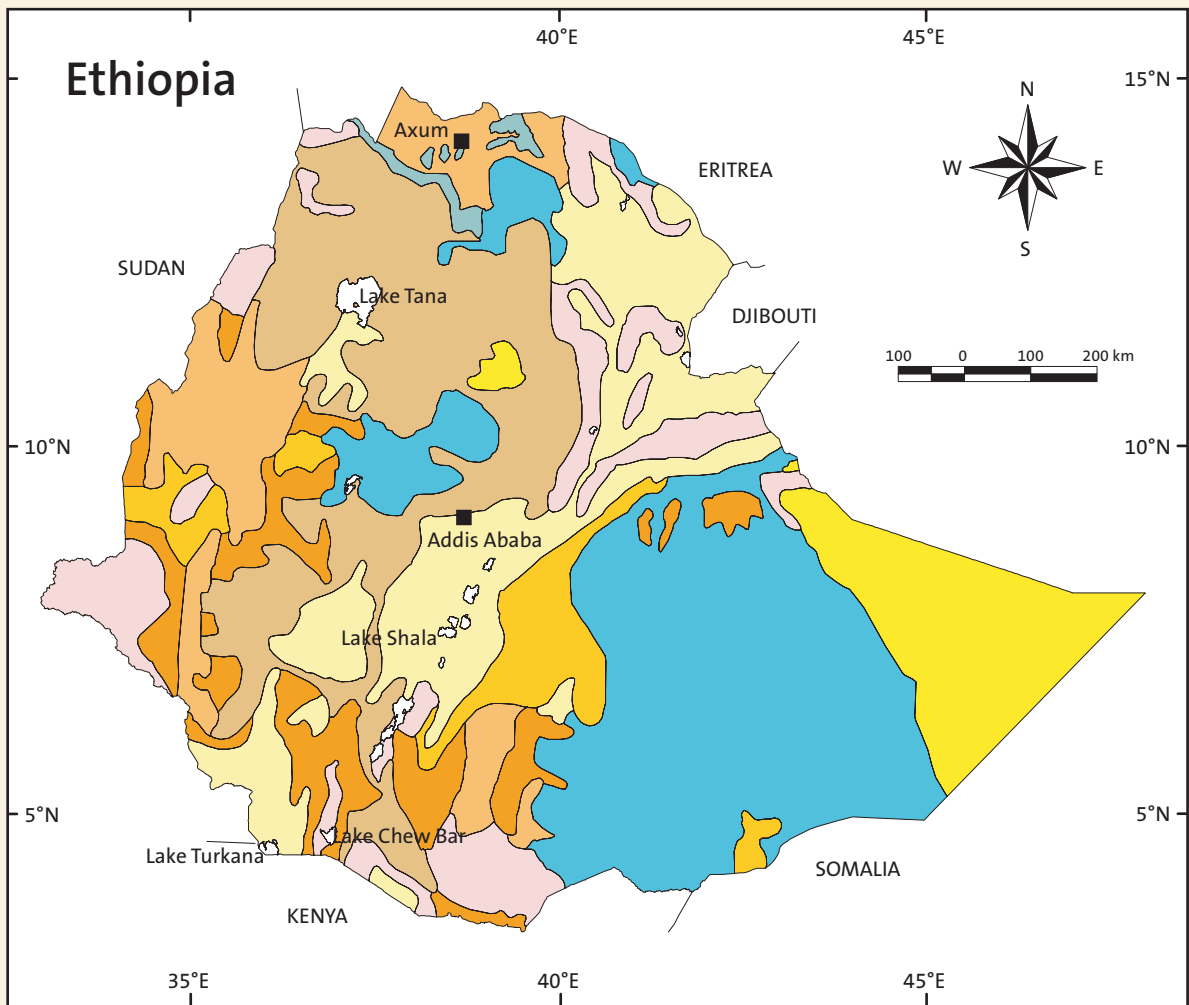 40°E
45°E
Ethiopia
15°N
N
Axum
W
E
ERITREA
S
SUDAN
Lake Tana
DJIBOUTI
100
0
100
200 km
10°N
10°N
Addis Ababa
Lake Shala
5°N
5°N
Lake Chew Bar
Lake Turkana
SOMALIA
KENYA
35°E
40°E
45°E